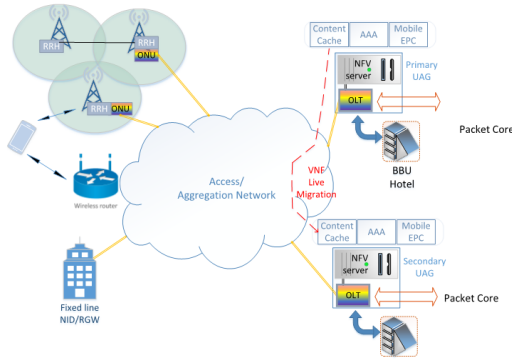 Content
Cache
AAA
Mobile
EPC
RRH
RRH
ONU
NFV
server
Primary
UAG
OLT
RRH
ONU
Packet Core
BBU
Hotel
Access/
Aggregation Network
VNF
Live
Migration
Wireless router
Content
Cache
AAA
Mobile
EPC
NFV
server
Secondary
UAG
OLT
Packet Core
Fixed line
NID/RGW